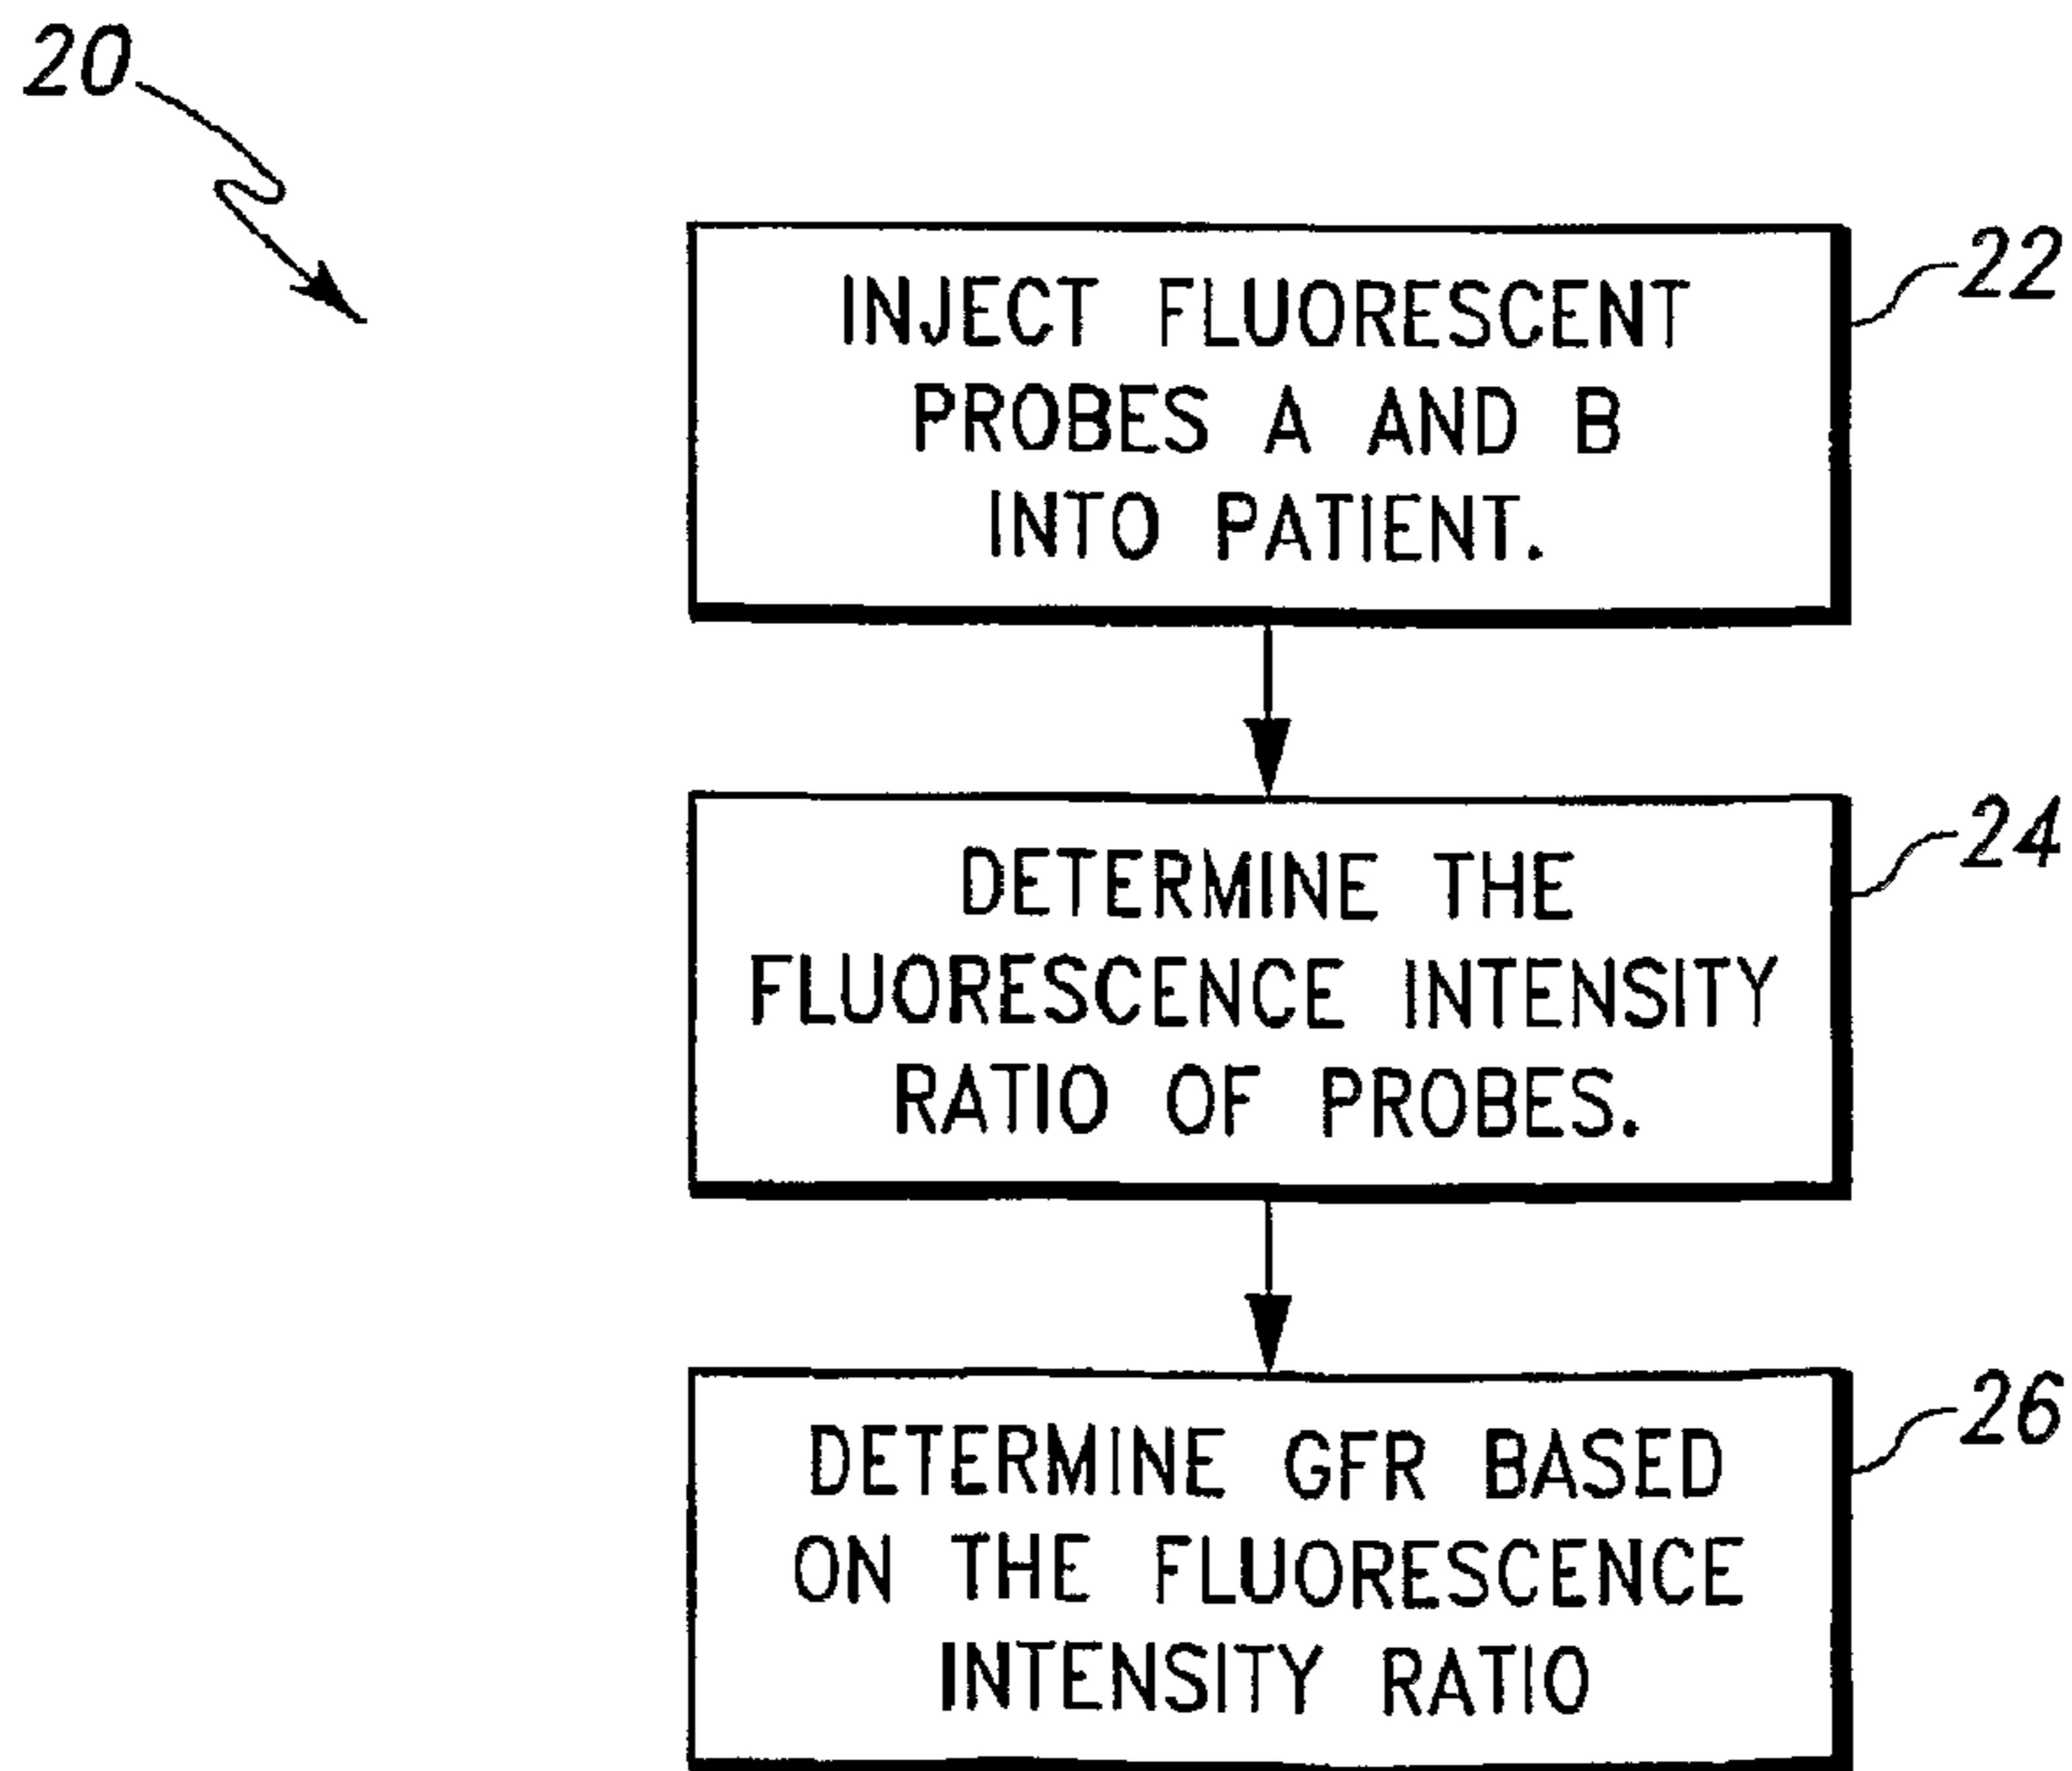 20
INJECT FLUORESCENT
PROBES A AND B
INTO PATIENT.
22
DETERMINE THE
FLUORESCENCE INTENSITY
RATIO OF PROBES.
24
DETERMINE GFR BASED
ON THE FLUORESCENCE
INTENSITY RATIO
26